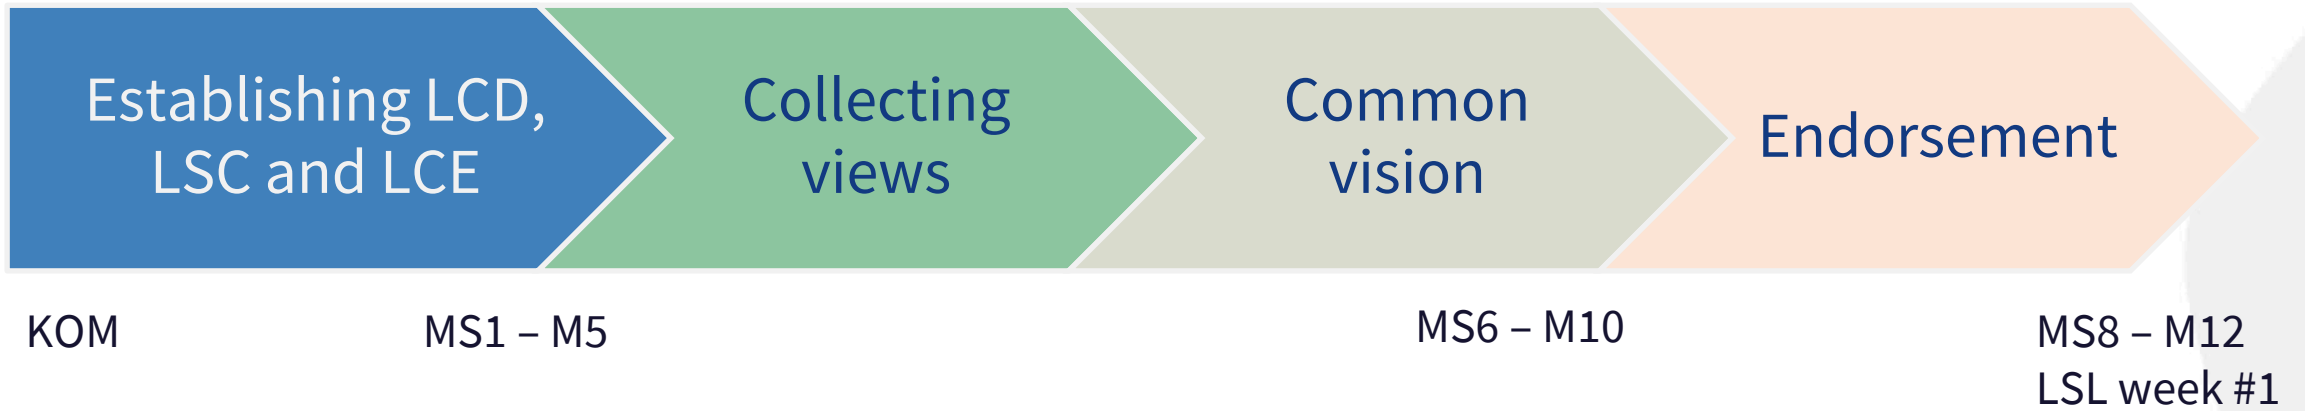 Establishing LCD,
LSC and LCE
Collecting
views
Common
vision
Endorsement
KOM
MS1 – M5
MS6 – M10
MS8 – M12
LSL week #1